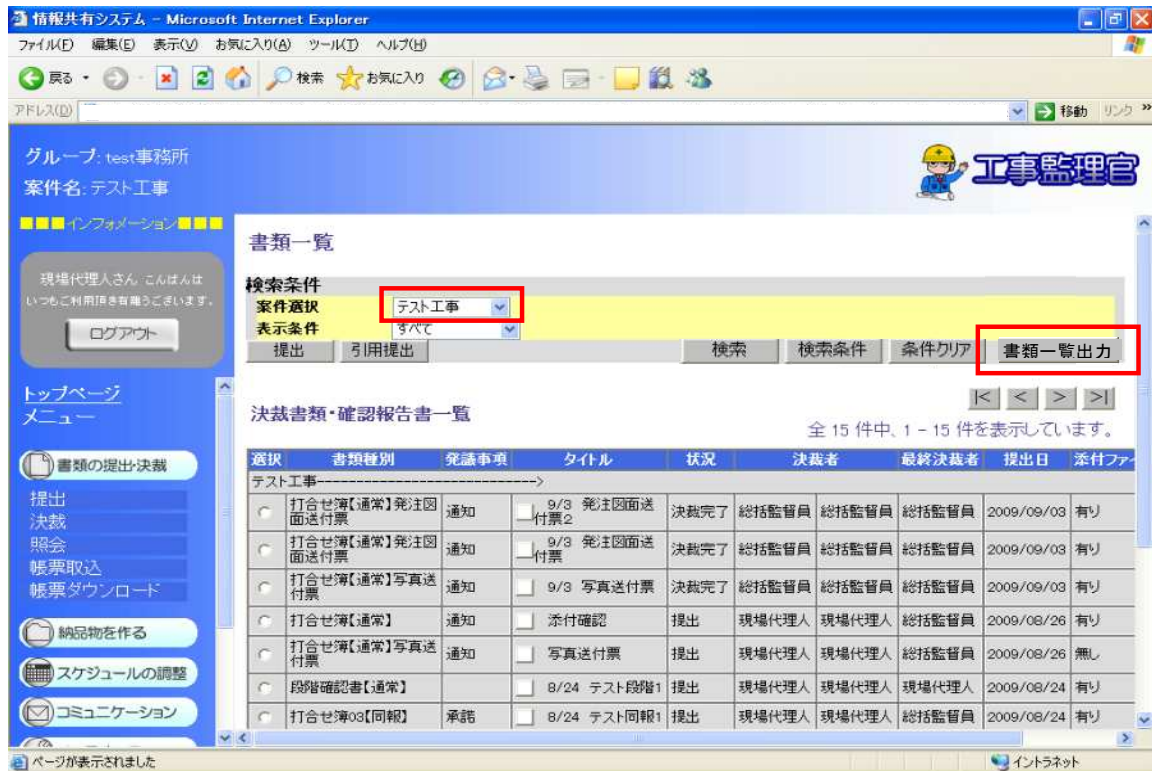 情報共有システム - Microsoft Internet Explorer
ファイル(F) 編集(E) 表示(V) お気に入り(A) ツール(T) ヘルプ(H)
戻る 検索 お気に入り
アドレス(D) 移動 リンク »
グループ: test事務所
案件名: テスト工事
工事監理官
インフォメーション
現場代理人さん こんばんは
いつもご利用頂き有難うございます。
ログアウト
トップページ
メニュー
書類の提出・決裁
提出
決裁
照会
帳票取込
帳票ダウンロード
納品物を作る
スケジュールの調整
コミュニケーション
書類一覧
検索条件
案件選択 テスト工事
表示条件 すべて
提出 引用提出 検索 検索条件 条件クリア 書類一覧出力
|< < > >|
決裁書類・確認報告書一覧
全 15 件中、1 - 15 件を表示しています。
選択 書類種別 発議事項 タイトル 状況 決裁者 最終決裁者 提出日 添付ファ
テスト工事-------------------------->
打合せ簿【通常】発注図面送付票 通知 9/3 発注図面送付票2 決裁完了 総括監督員 総括監督員 総括監督員 2009/09/03 有り
打合せ簿【通常】発注図面送付票 通知 9/3 発注図面送付票 決裁完了 総括監督員 総括監督員 総括監督員 2009/09/03 有り
打合せ簿【通常】写真送付票 通知 9/3 写真送付票 決裁完了 総括監督員 総括監督員 総括監督員 2009/09/03 有り
打合せ簿【通常】 通知 添付確認 提出 現場代理人 現場代理人 総括監督員 2009/08/26 有り
打合せ簿【通常】写真送付票 通知 写真送付票 提出 現場代理人 現場代理人 総括監督員 2009/08/26 無し
段階確認書【通常】 8/24 テスト段階1 提出 現場代理人 現場代理人 現場代理人 2009/08/24 有り
打合せ簿03【同報】 承諾 8/24 テスト同報1 提出 現場代理人 現場代理人 総括監督員 2009/08/24 有り
ページが表示されました イントラネット